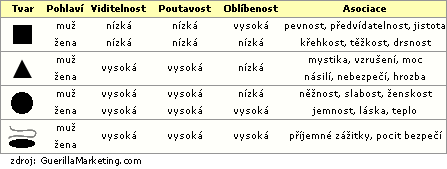 Tvar Pohlaví Viditelnost Poutavost Oblíbenost Asociace
muž nízká nízká vysoká pevnost, předvídatelnost, jistota
žena nízká nízká vysoká křehkost, těžkost, drsnost
muž vysoká vysoká nízká mystika, vzrušení, moc
žena násilí, nebezpečí, hrozba
muž vysoká vysoká nízká něžnost, slabost, ženskost
žena vysoká vysoká vysoká jemnost, láska, teplo
muž vysoká vysoká vysoká příjemné zážitky, pocit bezpečí
žena
zdroj: GuerillaMarketing.com